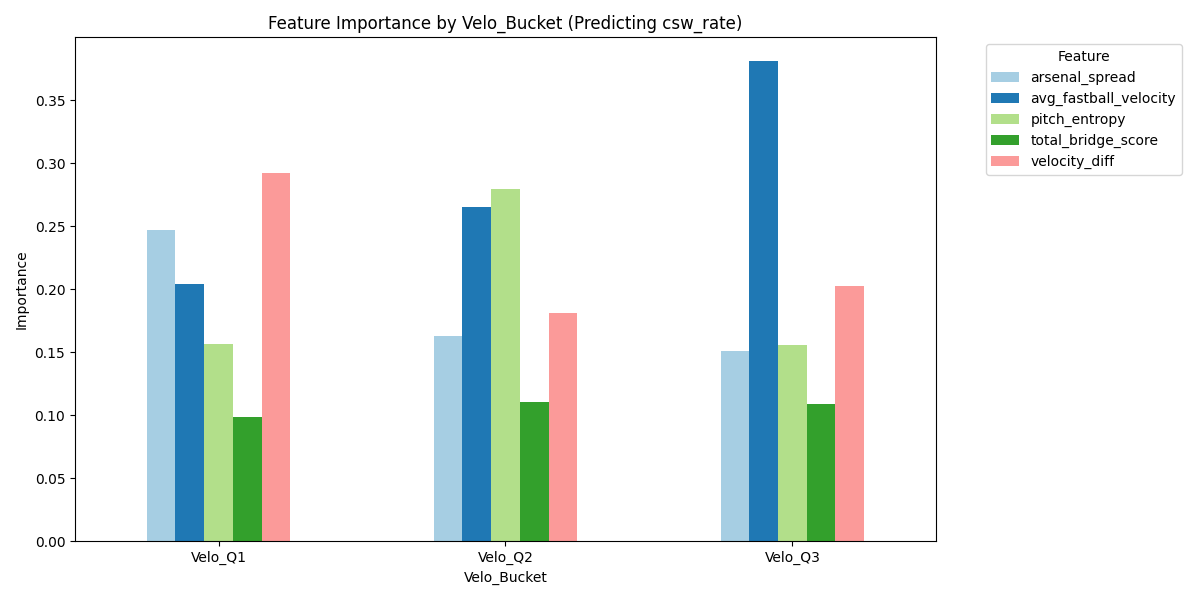 Feature Importance by Velo_Bucket (Predicting csw_rate)
Importance
0.35
0.30
0.25
0.20
0.15
0.10
0.05
0.00
Velo_Q1
Velo_Q2
Velo_Q3
Velo_Bucket
Feature
arsenal_spread
avg_fastball_velocity
pitch_entropy
total_bridge_score
velocity_diff